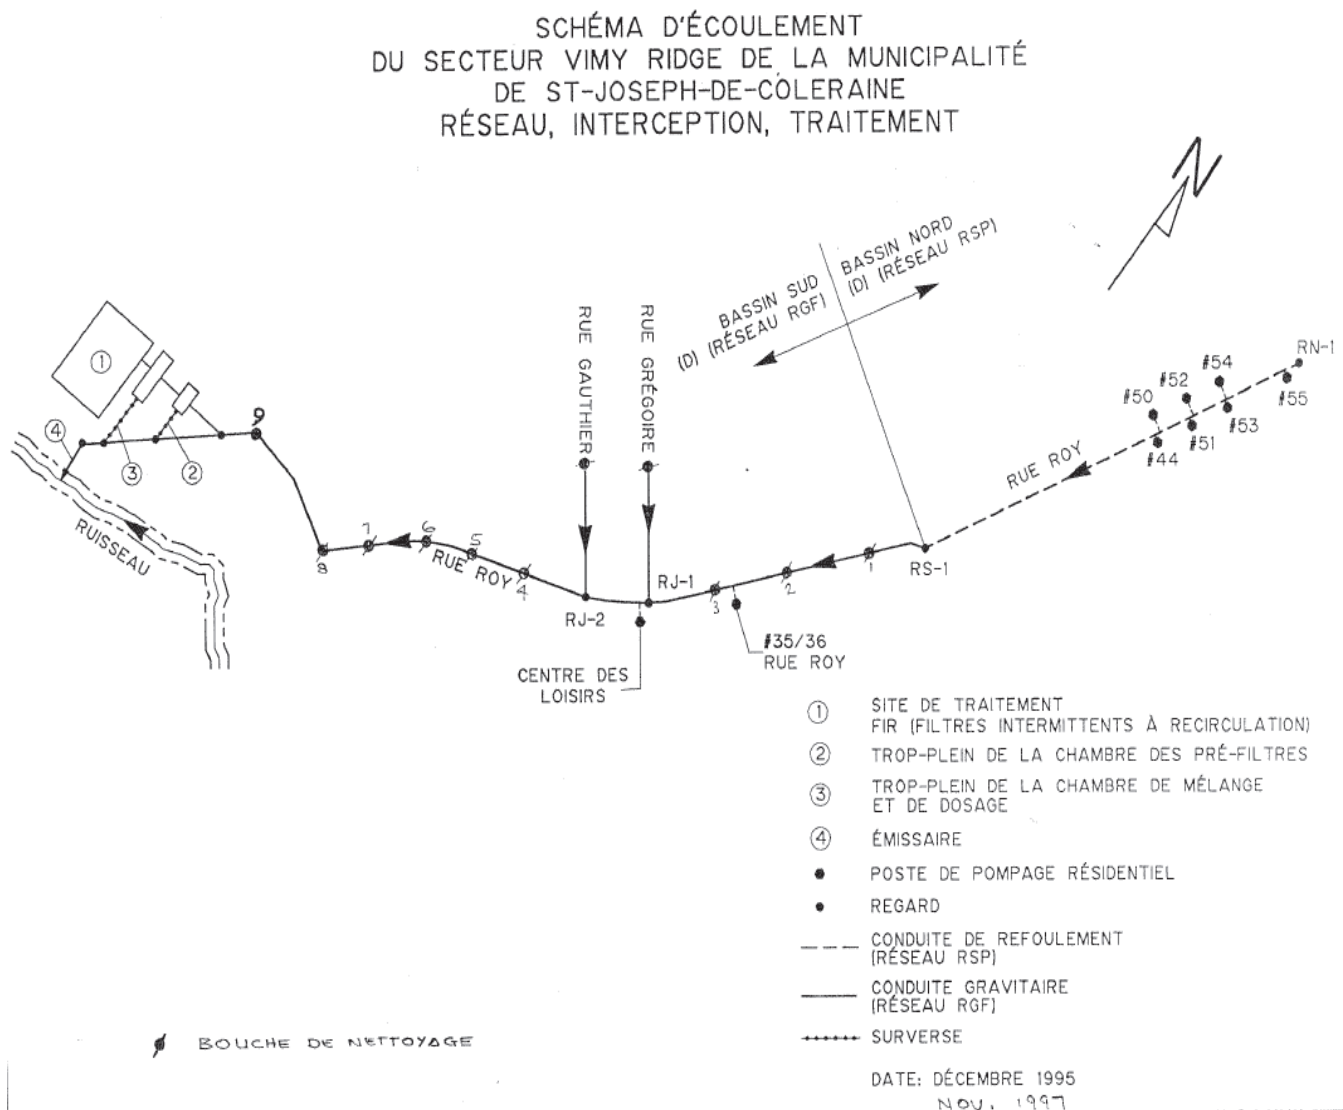 SCHÉMA D'ÉCOULEMENT
DU SECTEUR VIMY RIDGE DE LA MUNICIPALITÉ
DE ST-JOSEPH-DE-COLERAINE
RÉSEAU, INTERCEPTION, TRAITEMENT
N
BASSIN NORD
(D) (RÉSEAU RSP)
BASSIN SUD
(D) (RÉSEAU RGF)
RUE GAUTHIER
RUE GRÉGOIRE
RN-1
#54
#52
#50
#55
#53
#51
#44
RUE ROY
1
9
4
3
2
RUISSEAU
8
7
6
5
4
RUE ROY
RJ-2
RJ-1
3
2
1
RS-1
#35/36
RUE ROY
CENTRE DES
LOISIRS
1 SITE DE TRAITEMENT
FIR (FILTRES INTERMITTENTS À RECIRCULATION)
2 TROP-PLEIN DE LA CHAMBRE DES PRÉ-FILTRES
3 TROP-PLEIN DE LA CHAMBRE DE MÉLANGE
ET DE DOSAGE
4 ÉMISSAIRE
POSTE DE POMPAGE RÉSIDENTIEL
REGARD
CONDUITE DE REFOULEMENT
(RÉSEAU RSP)
CONDUITE GRAVITAIRE
(RÉSEAU RGF)
SURVERSE
BOUCHE DE NETTOYAGE
DATE: DÉCEMBRE 1995
NOV. 1997